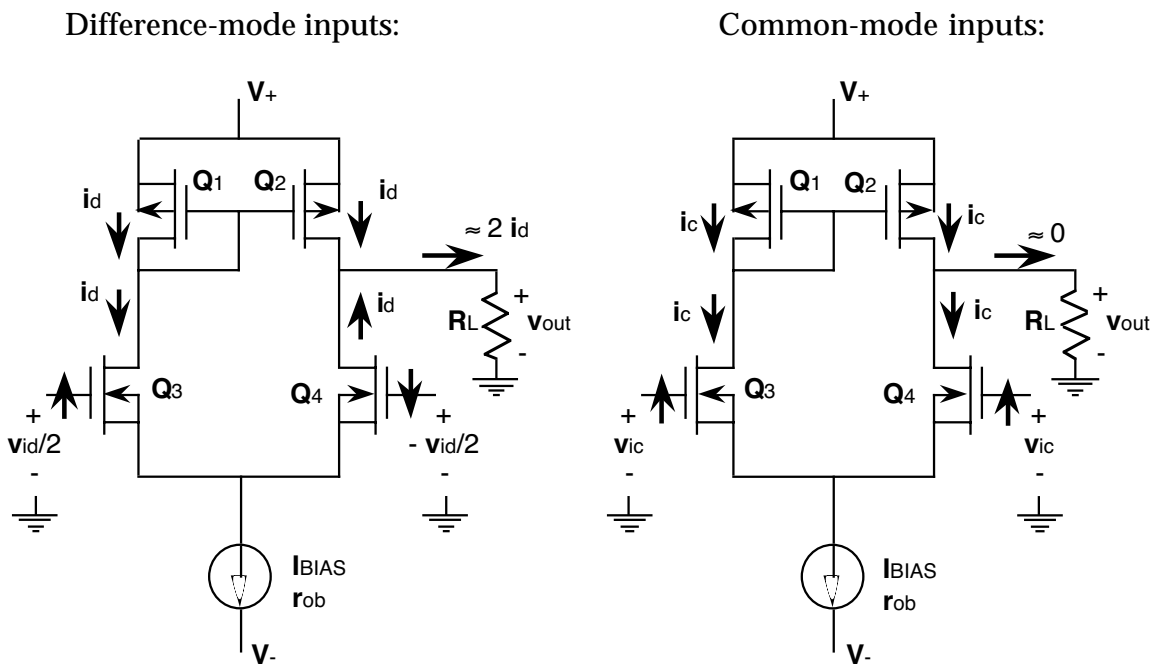 Difference-mode inputs:
V+
Q1 Q2
id id
≈ 2 id
id id
RL + vout -
Q3 Q4
+ vid/2 -
+ - vid/2 -
IBIAS
rob
V-
Common-mode inputs:
V+
Q1 Q2
ic ic
≈ 0
ic ic
RL + vout -
Q3 Q4
+ vic -
+ vic -
IBIAS
rob
V-